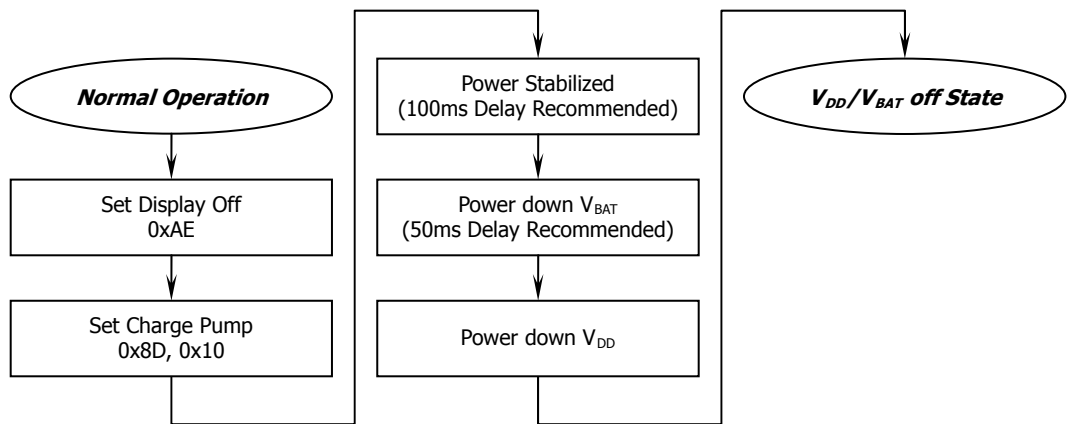 Normal Operation
Set Display Off
0xAE
Set Charge Pump
0x8D, 0x10
Power Stabilized
(100ms Delay Recommended)
Power down VBAT
(50ms Delay Recommended)
Power down VDD
VDD/VBAT off State